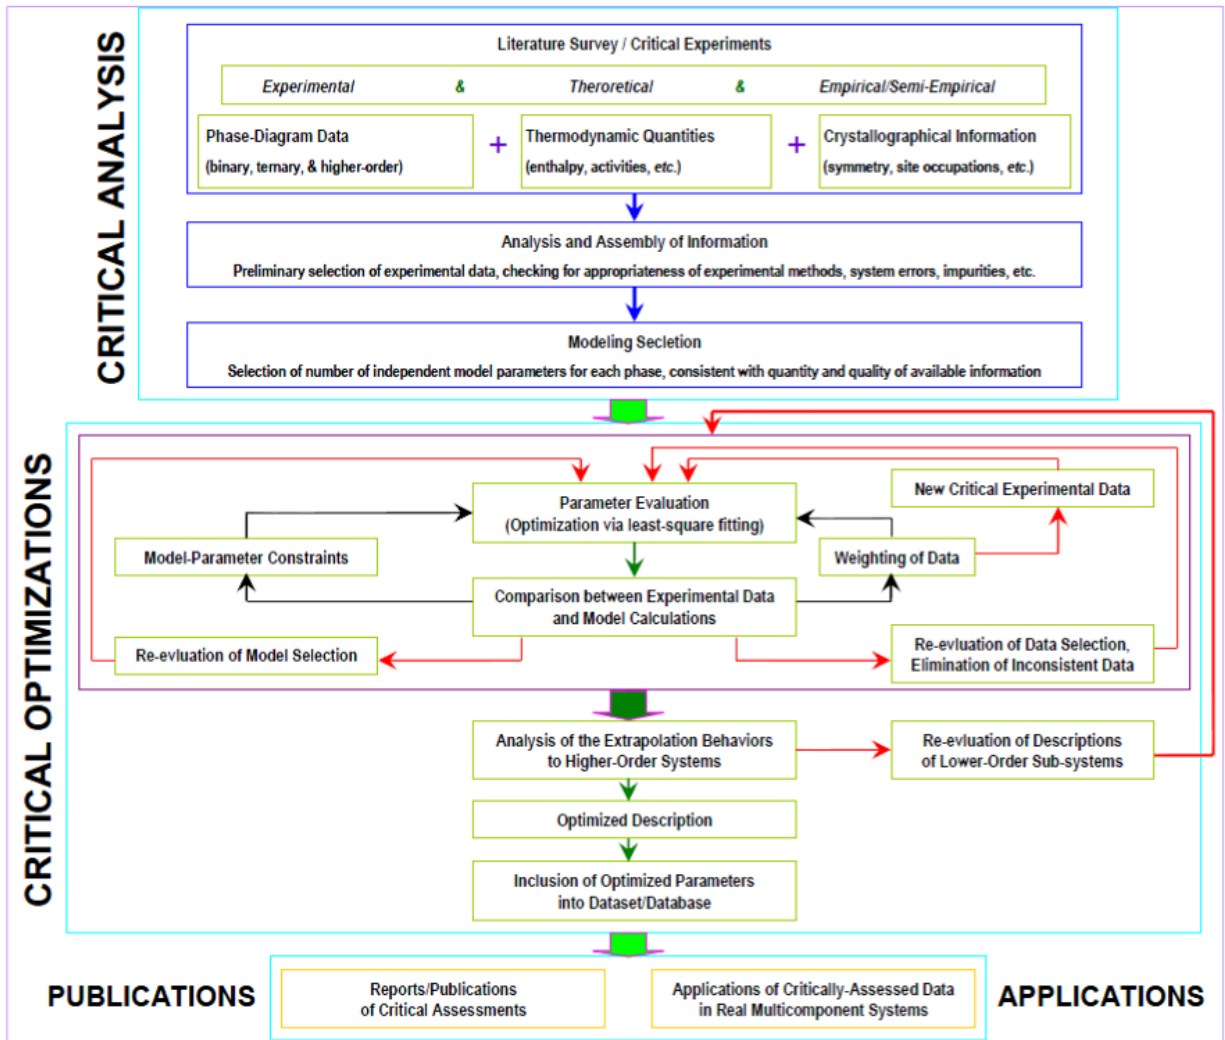 CRITICAL ANALYSIS
Literature Survey / Critical Experiments
Experimental & Theroretical & Empirical/Semi-Empirical
Phase-Diagram Data
(binary, ternary, & higher-order)
+
Thermodynamic Quantities
(enthalpy, activities, etc.)
+
Crystallographical Information
(symmetry, site occupations, etc.)
Analysis and Assembly of Information
Preliminary selection of experimental data, checking for appropriateness of experimental methods, system errors, impurities, etc.
Modeling Secletion
Selection of number of independent model parameters for each phase, consistent with quantity and quality of available information
CRITICAL OPTIMIZATIONS
Parameter Evaluation
(Optimization via least-square fitting)
New Critical Experimental Data
Model-Parameter Constraints
Weighting of Data
Comparison between Experimental Data
and Model Calculations
Re-evluation of Model Selection
Re-evluation of Data Selection,
Elimination of Inconsistent Data
Analysis of the Extrapolation Behaviors
to Higher-Order Systems
Re-evluation of Descriptions
of Lower-Order Sub-systems
Optimized Description
Inclusion of Optimized Parameters
into Dataset/Database
PUBLICATIONS
Reports/Publications
of Critical Assessments
Applications of Critically-Assessed Data
in Real Multicomponent Systems
APPLICATIONS